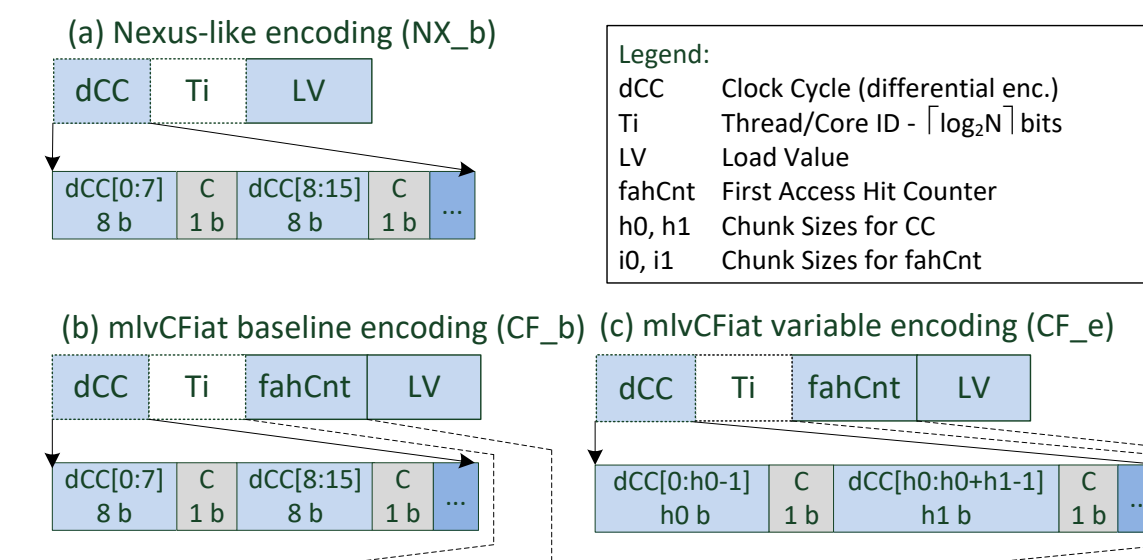 (a) Nexus-like encoding (NX_b)
dCC Ti LV
dCC[0:7] C dCC[8:15] C ...
8 b 1 b 8 b 1 b
Legend:
dCC Clock Cycle (differential enc.)
Ti Thread/Core ID - ⌈log₂N⌉ bits
LV Load Value
fahCnt First Access Hit Counter
h0, h1 Chunk Sizes for CC
i0, i1 Chunk Sizes for fahCnt
(b) mlvCFiat baseline encoding (CF_b)
dCC Ti fahCnt LV
dCC[0:7] C dCC[8:15] C ...
8 b 1 b 8 b 1 b
(c) mlvCFiat variable encoding (CF_e)
dCC Ti fahCnt LV
dCC[0:h0-1] C dCC[h0:h0+h1-1] C ..
h0 b 1 b h1 b 1 b